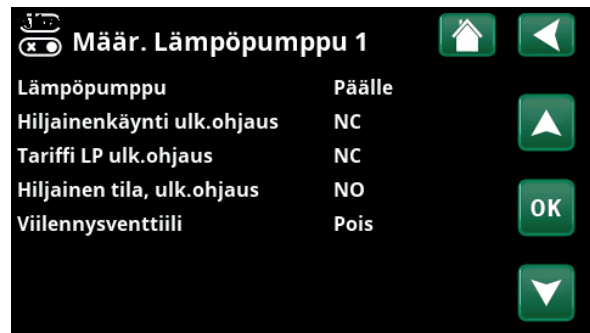 Määr. Lämpöpumppu 1
Lämpöpumppu Päälle
Hiljainenkäynti ulk.ohjaus NC
Tariffi LP ulk.ohjaus NC
Hiljainen tila, ulk.ohjaus NO
OK
Viilennysventtiili Pois